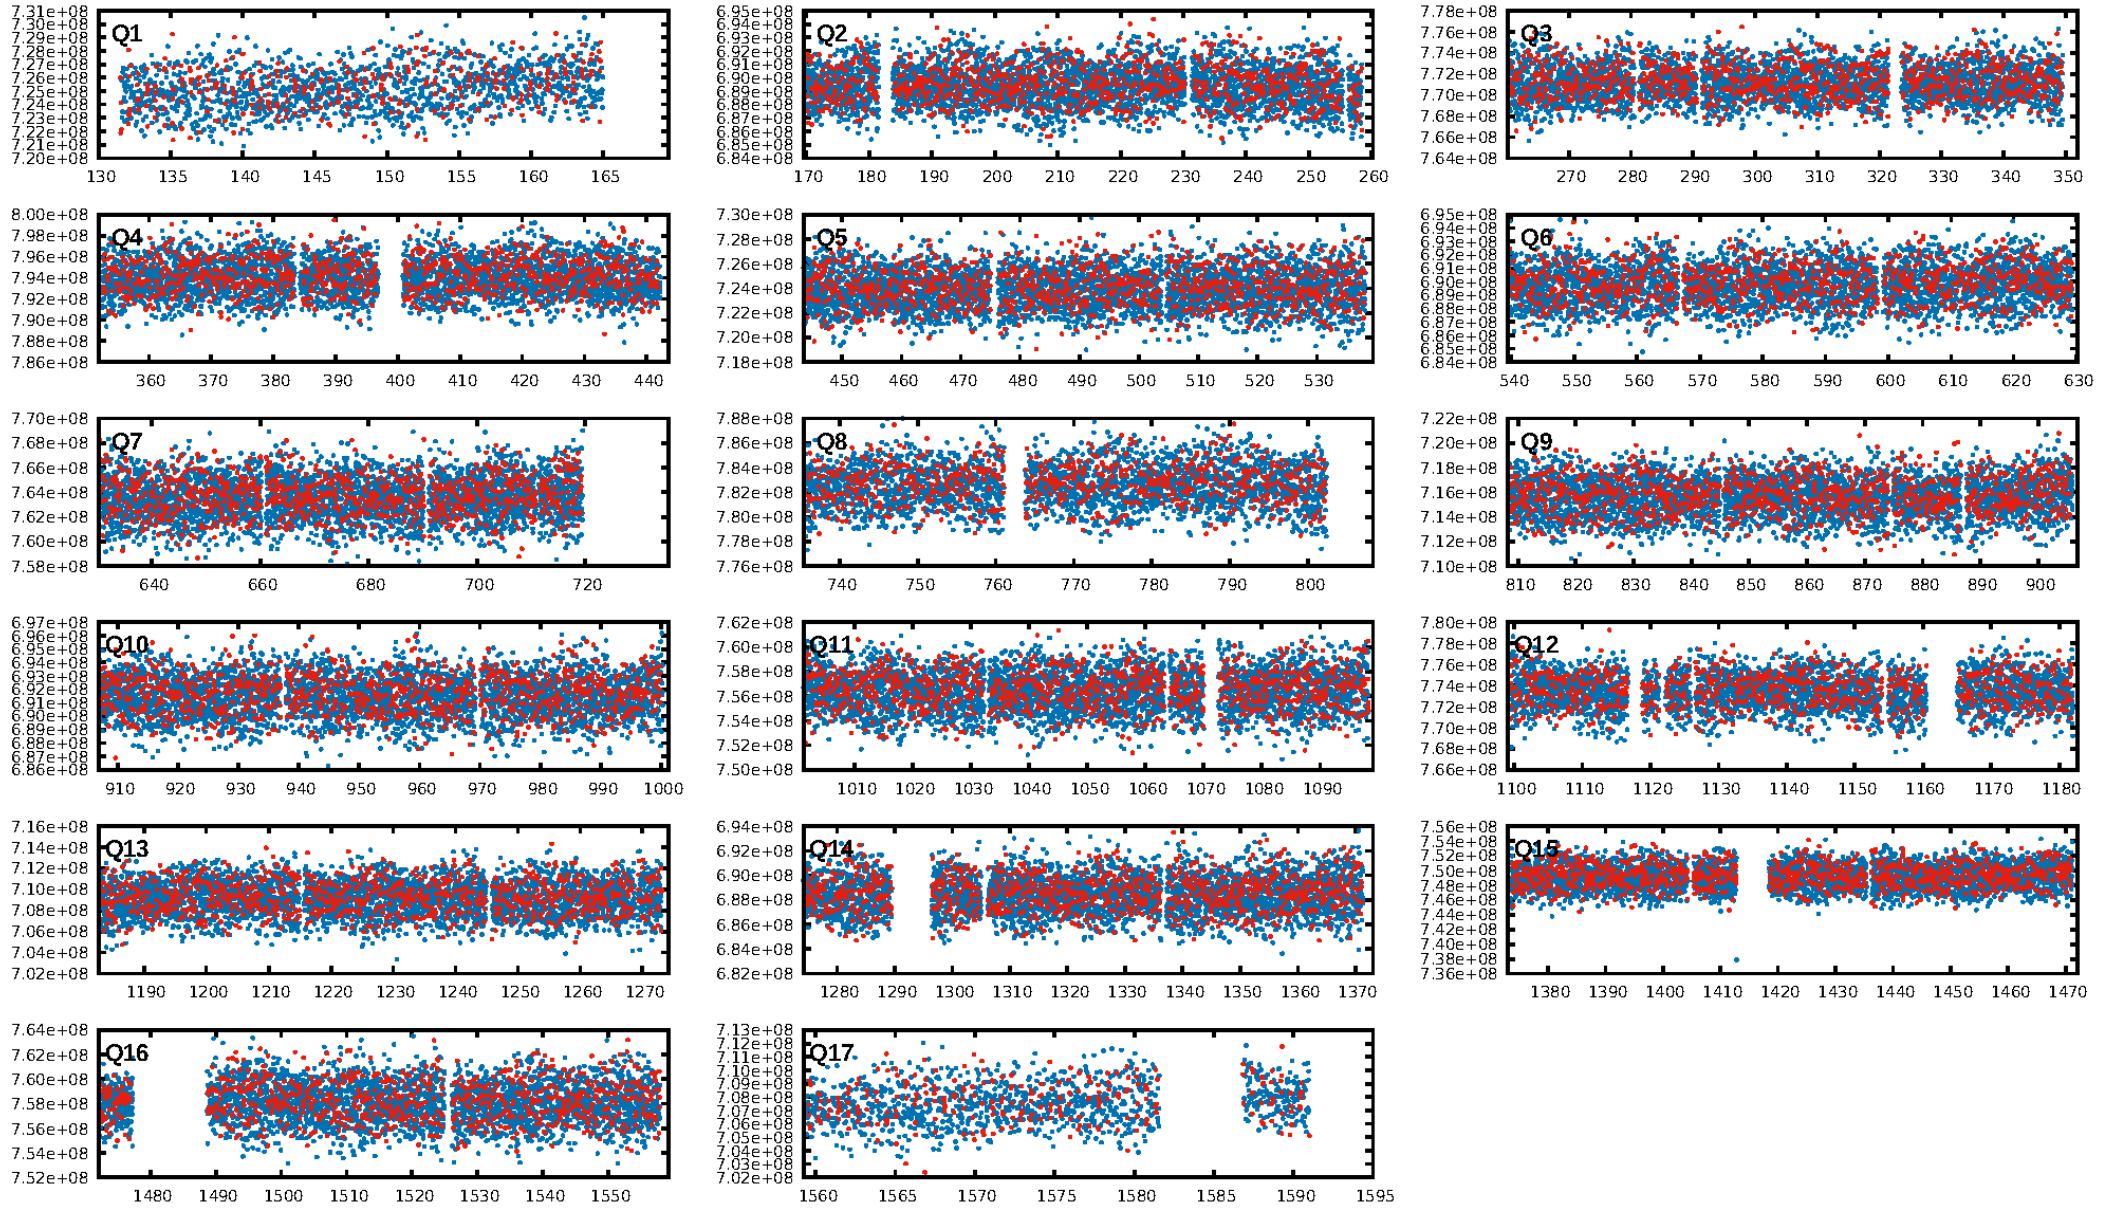 7.31e+08
7.30e+08
7.29e+08
7.28e+08
7.27e+08
7.26e+08
7.25e+08
7.24e+08
7.23e+08
7.22e+08
7.21e+08
7.20e+08
Q1
130 135 140 145 150 155 160 165
6.95e+08
6.94e+08
6.93e+08
6.92e+08
6.91e+08
6.90e+08
6.89e+08
6.88e+08
6.87e+08
6.86e+08
6.85e+08
6.84e+08
Q2
170 180 190 200 210 220 230 240 250 260
7.78e+08
7.76e+08
7.74e+08
7.72e+08
7.70e+08
7.68e+08
7.66e+08
7.64e+08
Q3
270 280 290 300 310 320 330 340 350
8.00e+08
7.98e+08
7.96e+08
7.94e+08
7.92e+08
7.90e+08
7.88e+08
7.86e+08
Q4
360 370 380 390 400 410 420 430 440
7.30e+08
7.28e+08
7.26e+08
7.24e+08
7.22e+08
7.20e+08
7.18e+08
Q5
450 460 470 480 490 500 510 520 530
6.95e+08
6.94e+08
6.93e+08
6.92e+08
6.91e+08
6.90e+08
6.89e+08
6.88e+08
6.87e+08
6.86e+08
6.85e+08
6.84e+08
Q6
540 550 560 570 580 590 600 610 620 630
7.70e+08
7.68e+08
7.66e+08
7.64e+08
7.62e+08
7.60e+08
7.58e+08
Q7
640 660 680 700 720
7.88e+08
7.86e+08
7.84e+08
7.82e+08
7.80e+08
7.78e+08
7.76e+08
Q8
740 750 760 770 780 790 800
7.22e+08
7.20e+08
7.18e+08
7.16e+08
7.14e+08
7.12e+08
7.10e+08
Q9
810 820 830 840 850 860 870 880 890 900
6.97e+08
6.96e+08
6.95e+08
6.94e+08
6.93e+08
6.92e+08
6.91e+08
6.90e+08
6.89e+08
6.88e+08
6.87e+08
6.86e+08
Q10
910 920 930 940 950 960 970 980 990 1000
7.62e+08
7.60e+08
7.58e+08
7.56e+08
7.54e+08
7.52e+08
7.50e+08
Q11
1010 1020 1030 1040 1050 1060 1070 1080 1090
7.80e+08
7.78e+08
7.76e+08
7.74e+08
7.72e+08
7.70e+08
7.68e+08
7.66e+08
Q12
1100 1110 1120 1130 1140 1150 1160 1170 1180
7.16e+08
7.14e+08
7.12e+08
7.10e+08
7.08e+08
7.06e+08
7.04e+08
7.02e+08
Q13
1190 1200 1210 1220 1230 1240 1250 1260 1270
6.94e+08
6.92e+08
6.90e+08
6.88e+08
6.86e+08
6.84e+08
6.82e+08
Q14
1280 1290 1300 1310 1320 1330 1340 1350 1360 1370
7.56e+08
7.54e+08
7.52e+08
7.50e+08
7.48e+08
7.46e+08
7.44e+08
7.42e+08
7.40e+08
7.38e+08
7.36e+08
Q15
1380 1390 1400 1410 1420 1430 1440 1450 1460 1470
7.64e+08
7.62e+08
7.60e+08
7.58e+08
7.56e+08
7.54e+08
7.52e+08
Q16
1480 1490 1500 1510 1520 1530 1540 1550
7.13e+08
7.12e+08
7.11e+08
7.10e+08
7.09e+08
7.08e+08
7.07e+08
7.06e+08
7.05e+08
7.04e+08
7.03e+08
7.02e+08
Q17
1560 1565 1570 1575 1580 1585 1590 1595